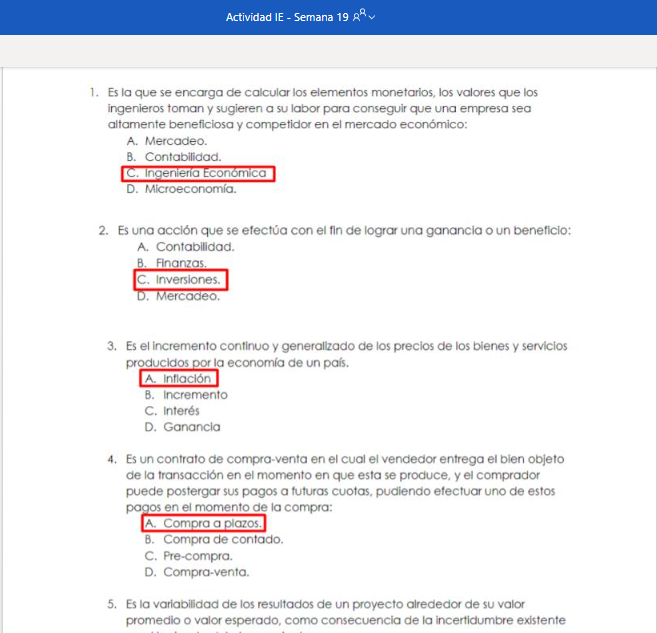 Actividad IE - Semana 19
1. Es la que se encarga de calcular los elementos monetarios, los valores que los
ingenieros toman y sugieren a su labor para conseguir que una empresa sea
altamente beneficiosa y competidor en el mercado económico:
A. Mercadeo.
B. Contabilidad.
C. Ingeniería Económica
D. Microeconomía.
2. Es una acción que se efectúa con el fin de lograr una ganancia o un beneficio:
A. Contabilidad.
B. Finanzas.
C. Inversiones.
D. Mercadeo.
3. Es el incremento continuo y generalizado de los precios de los bienes y servicios
producidos por la economía de un país.
A. Inflación
B. Incremento
C. Interés
D. Ganancia
4. Es un contrato de compra-venta en el cual el vendedor entrega el bien objeto
de la transacción en el momento en que esta se produce, y el comprador
puede postergar sus pagos a futuras cuotas, pudiendo efectuar uno de estos
pagos en el momento de la compra:
A. Compra a plazos.
B. Compra de contado.
C. Pre-compra.
D. Compra-venta.
5. Es la variabilidad de los resultados de un proyecto alrededor de su valor
promedio o valor esperado, como consecuencia de la incertidumbre existente